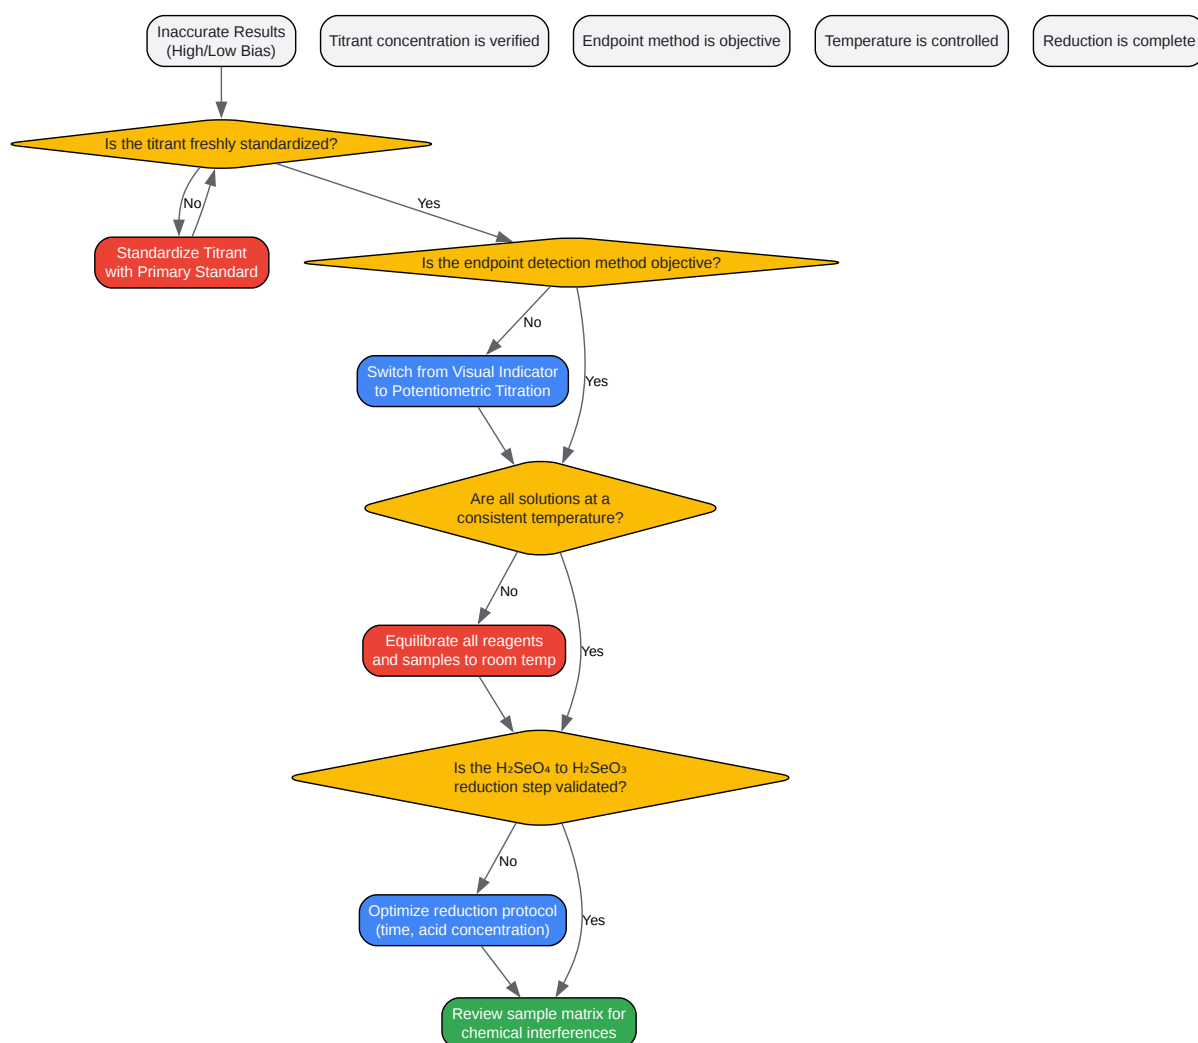 Inaccurate Results
(High/Low Bias)
Titrant concentration is verified
Endpoint method is objective
Temperature is controlled
Reduction is complete
Is the titrant freshly standardized?
No
Yes
Standardize Titrant
with Primary Standard
Is the endpoint detection method objective?
No
Switch from Visual Indicator
to Potentiometric Titration
Yes
Are all solutions at a
consistent temperature?
No
Equilibrate all reagents
and samples to room temp
Yes
Is the H₂SeO₄ to H₂SeO₃
reduction step validated?
No
Optimize reduction protocol
(time, acid concentration)
Yes
Review sample matrix for
chemical interferences